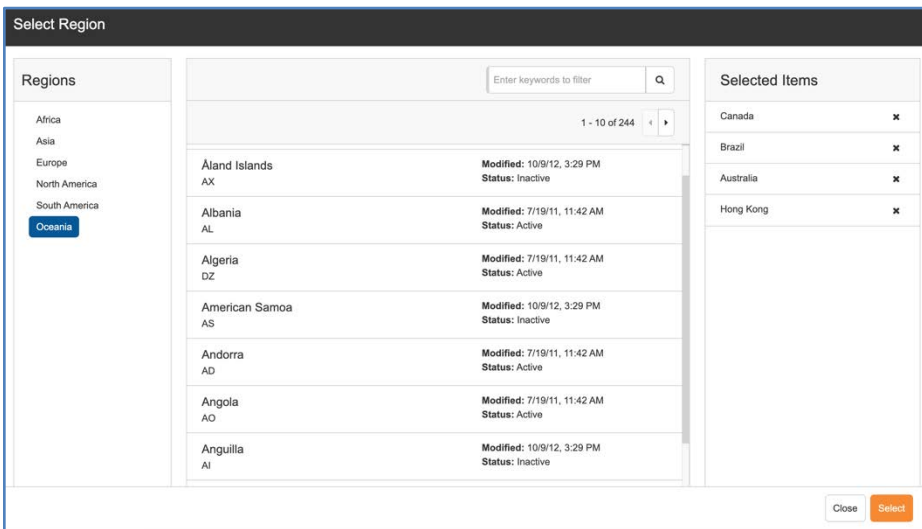 Select Region
Regions
Africa
Asia
Europe
North America
South America
Oceania
Enter keywords to filter
1 - 10 of 244
Åland Islands
AX
Modified: 10/9/12, 3:29 PM
Status: Inactive
Albania
AL
Modified: 7/19/11, 11:42 AM
Status: Active
Algeria
DZ
Modified: 7/19/11, 11:42 AM
Status: Active
American Samoa
AS
Modified: 10/9/12, 3:29 PM
Status: Inactive
Andorra
AD
Modified: 7/19/11, 11:42 AM
Status: Active
Angola
AO
Modified: 7/19/11, 11:42 AM
Status: Active
Anguilla
AI
Modified: 10/9/12, 3:29 PM
Status: Inactive
Selected Items
Canada
Brazil
Australia
Hong Kong
Close
Select